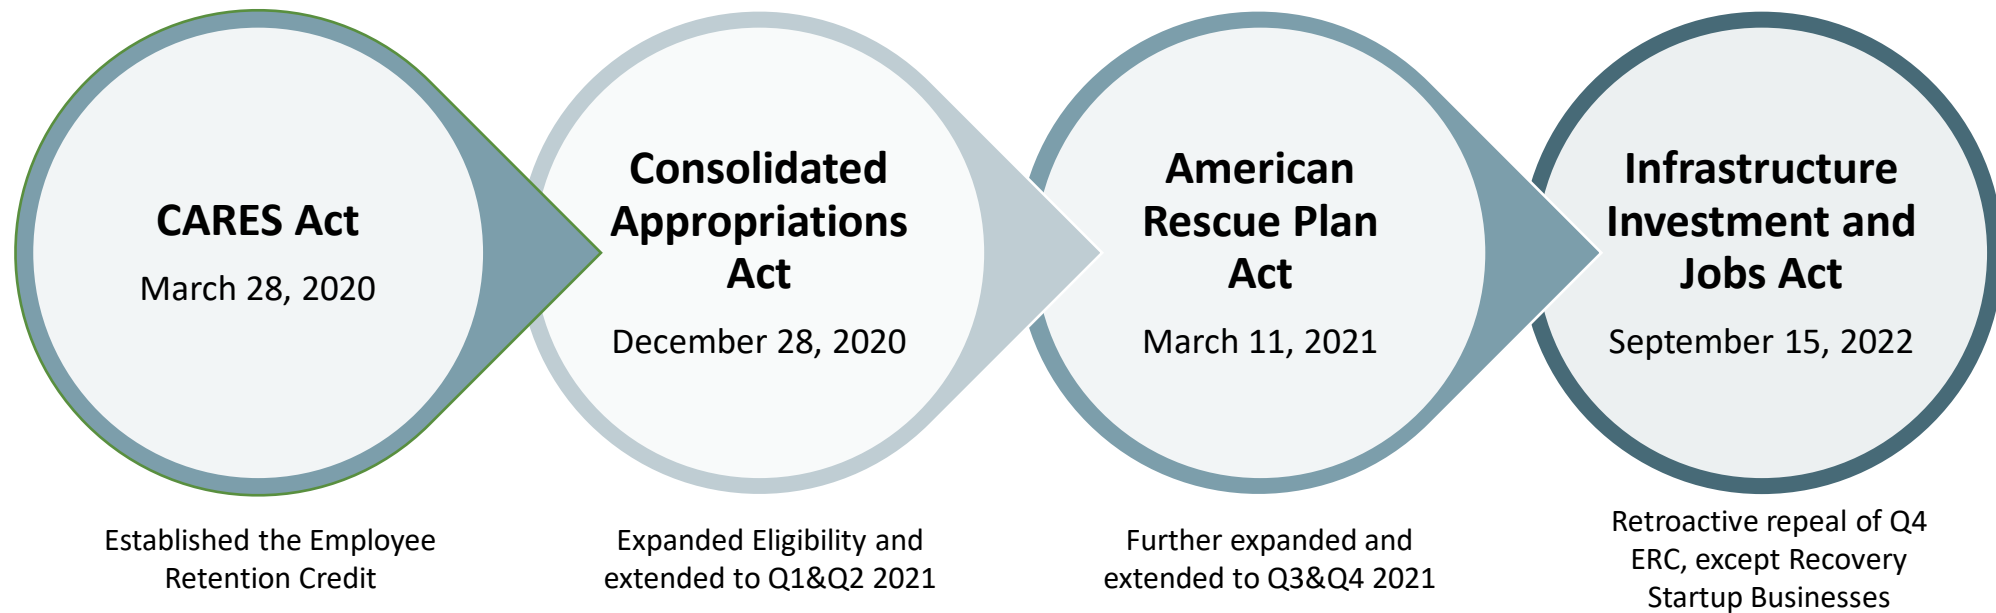 CARES Act
March 28, 2020
Established the Employee
Retention Credit
Consolidated
Appropriations
Act
December 28, 2020
Expanded Eligibility and
extended to Q1&Q2 2021
American
Rescue Plan
Act
March 11, 2021
Further expanded and
extended to Q3&Q4 2021
Infrastructure
Investment and
Jobs Act
September 15, 2022
Retroactive repeal of Q4
ERC, except Recovery
Startup Businesses